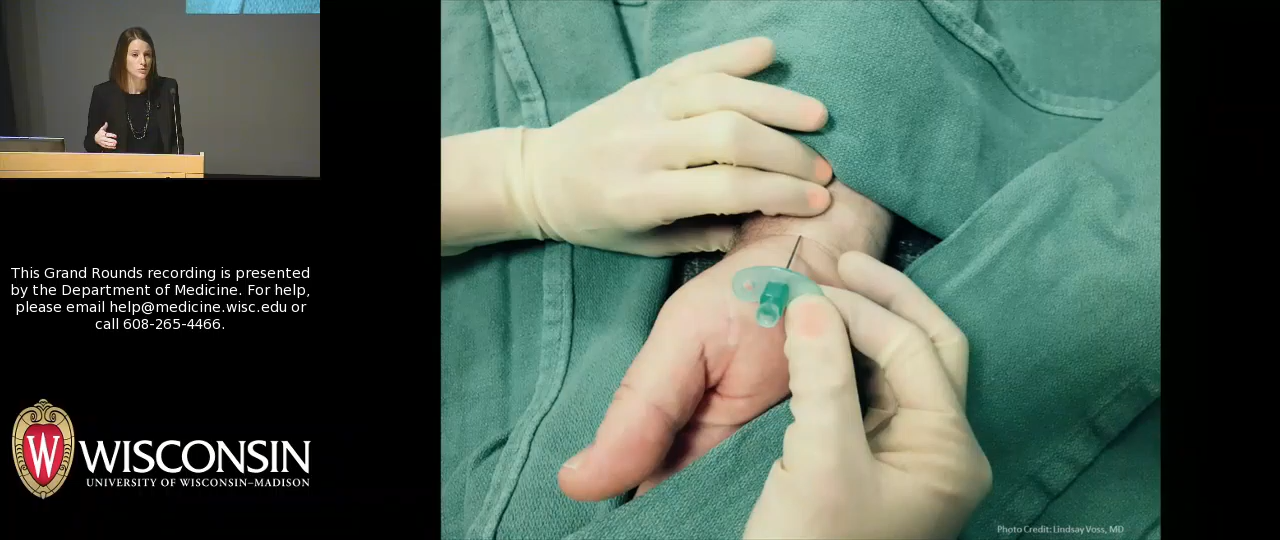 This Grand Rounds recording is presented
by the Department of Medicine. For help,
please email help@medicine.wisc.edu or
call 608-265-4466.
W WISCONSIN
UNIVERSITY OF WISCONSIN–MADISON
Photo Credit: Lindsay Voss, MD